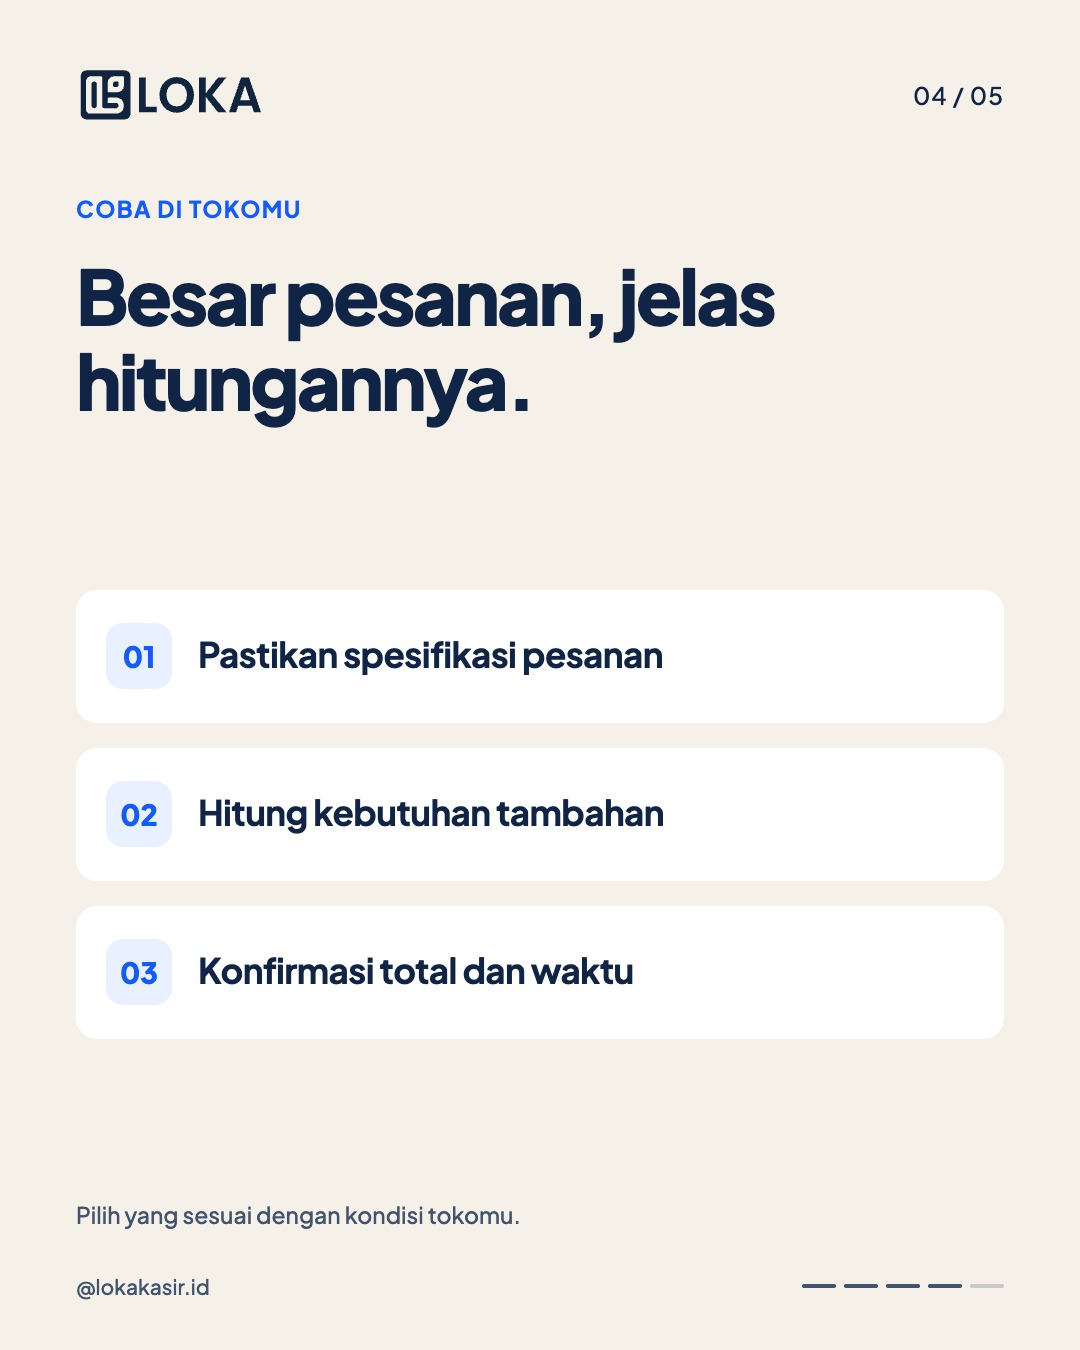 LOKA
04 / 05
COBA DI TOKOMU
Besar pesanan, jelas
hitungannya.
01 Pastikan spesifikasi pesanan
02 Hitung kebutuhan tambahan
03 Konfirmasi total dan waktu
Pilih yang sesuai dengan kondisi tokomu.
@lokakasir.id